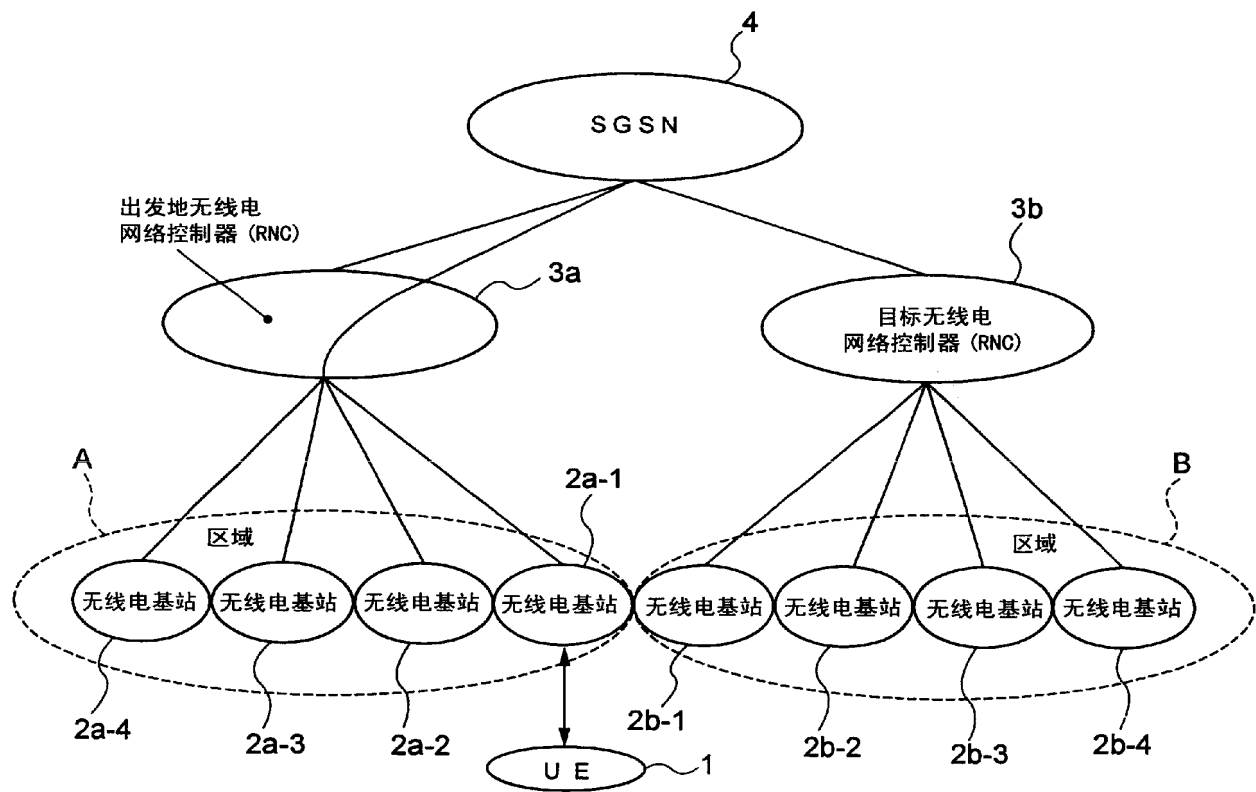 4
SGSN
出发地无线电
网络控制器(RNC)
3a
3b
目标无线电
网络控制器(RNC)
A
2a-1
B
区域
区域
无线电基站
无线电基站
无线电基站
无线电基站
无线电基站
无线电基站
无线电基站
无线电基站
2a-4
2a-3
2a-2
2b-1
2b-2
2b-3
2b-4
UE
1